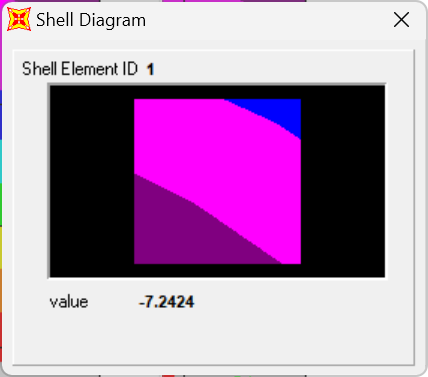 Shell Diagram
Shell Element ID 1
value -7.2424